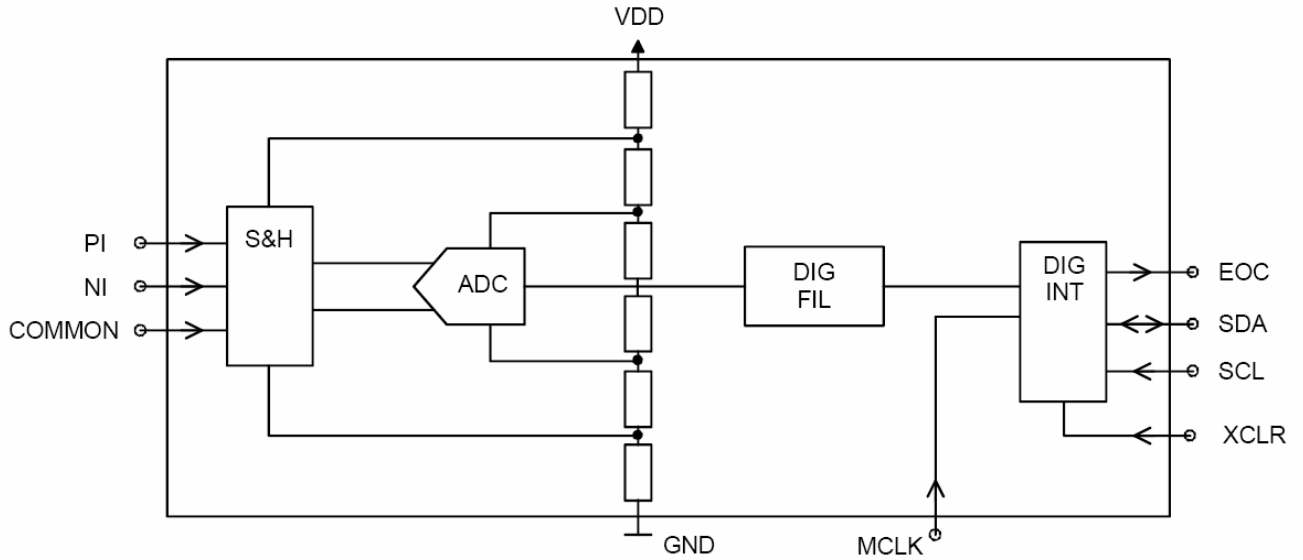 VDD
S&H
PI
NI
COMMON
ADC
DIG
FIL
DIG
INT
EOC
SDA
SCL
XCLR
GND
MCLK